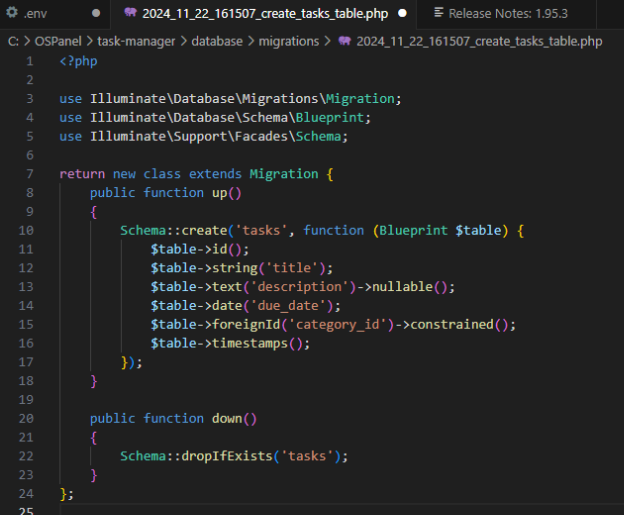 .env
2024_11_22_161507_create_tasks_table.php
Release Notes: 1.95.3
C: > OSPanel > task-manager > database > migrations > 2024_11_22_161507_create_tasks_table.php
1 <?php
2
3 use Illuminate\Database\Migrations\Migration;
4 use Illuminate\Database\Schema\Blueprint;
5 use Illuminate\Support\Facades\Schema;
6
7 return new class extends Migration {
8     public function up()
9     {
10         Schema::create('tasks', function (Blueprint $table) {
11             $table->id();
12             $table->string('title');
13             $table->text('description')->nullable();
14             $table->date('due_date');
15             $table->foreignId('category_id')->constrained();
16             $table->timestamps();
17         });
18     }
19
20     public function down()
21     {
22         Schema::dropIfExists('tasks');
23     }
24 };
25